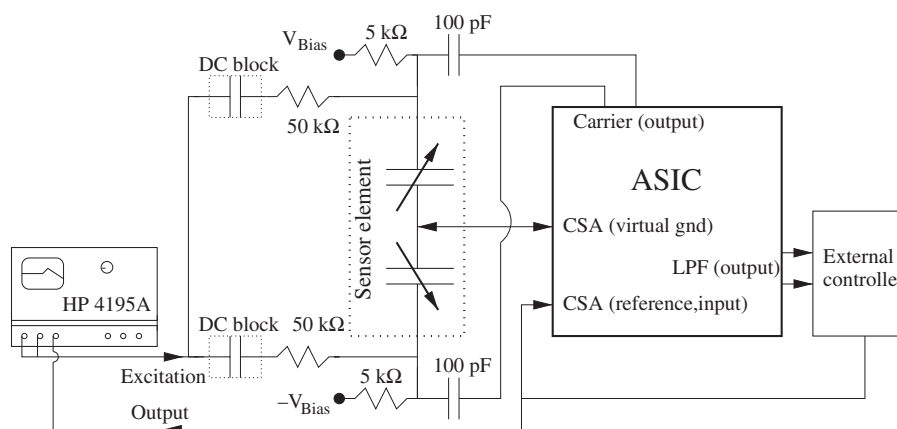 100 pF
5 kΩ
V_Bias
DC block
50 kΩ
Carrier (output)
ASIC
Sensor element
CSA (virtual gnd)
LPF (output)
External
controlle
CSA (reference,input)
HP 4195A
DC block
50 kΩ
Excitation
100 pF
5 kΩ
–V_Bias
Output